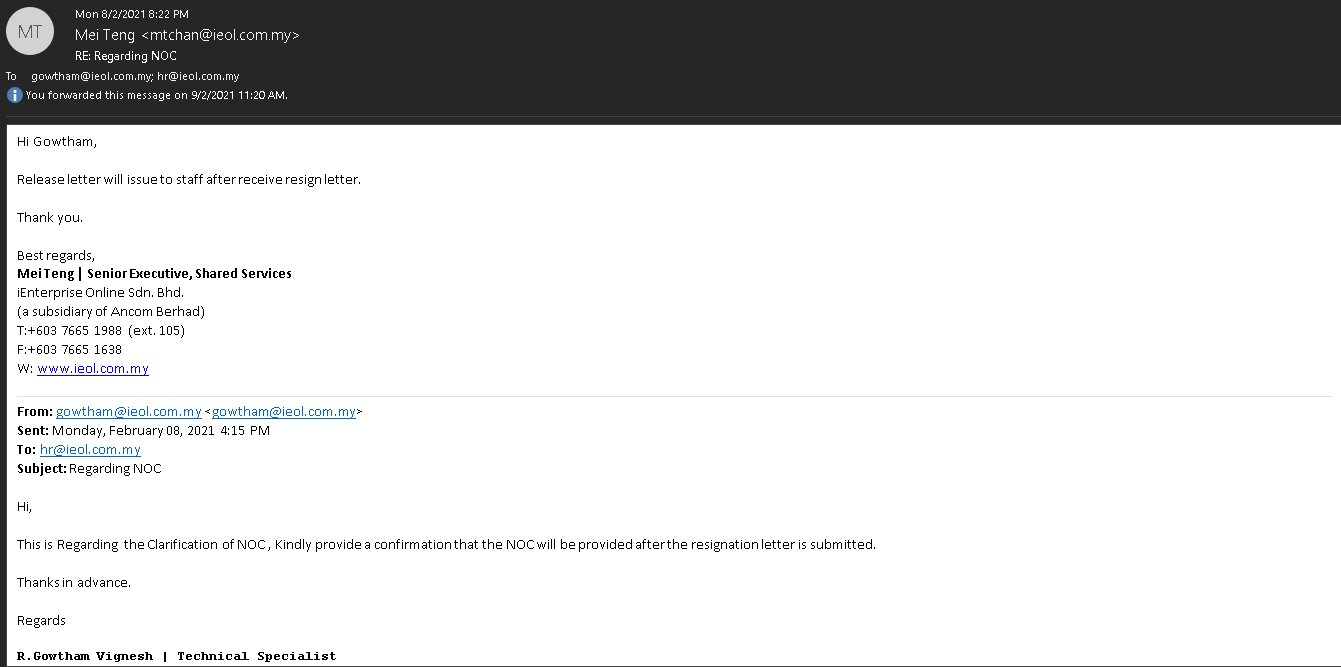 MT
Mon 8/2/2021 8:22 PM
Mei Teng <mtchan@ieol.com.my>
RE: Regarding NOC
To gowtham@ieol.com.my; hr@ieol.com.my
You forwarded this message on 9/2/2021 11:20 AM.
Hi Gowtham,
Release letter will issue to staff after receive resign letter.
Thank you.
Best regards,
Mei Teng | Senior Executive, Shared Services
iEnterprise Online Sdn. Bhd.
(a subsidiary of Ancom Berhad)
T:+603 7665 1988 (ext. 105)
F:+603 7665 1638
W: www.ieol.com.my
From: gowtham@ieol.com.my <gowtham@ieol.com.my>
Sent: Monday, February 08, 2021 4:15 PM
To: hr@ieol.com.my
Subject: Regarding NOC
Hi,
This is Regarding the Clarification of NOC , Kindly provide a confirmation that the NOC will be provided after the resignation letter is submitted.
Thanks in advance.
Regards
R.Gowtham Vignesh | Technical Specialist